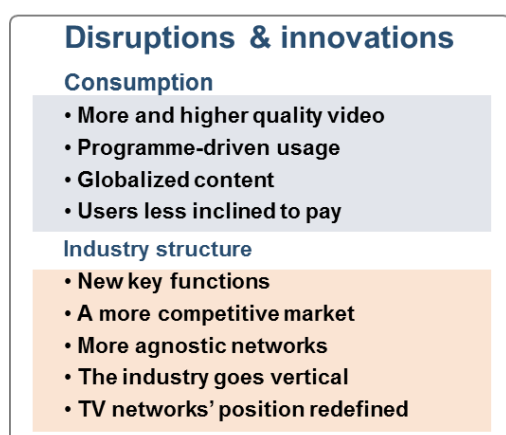 Disruptions & innovations
Consumption
• More and higher quality video
• Programme-driven usage
• Globalized content
• Users less inclined to pay
Industry structure
• New key functions
• A more competitive market
• More agnostic networks
• The industry goes vertical
• TV networks’ position redefined